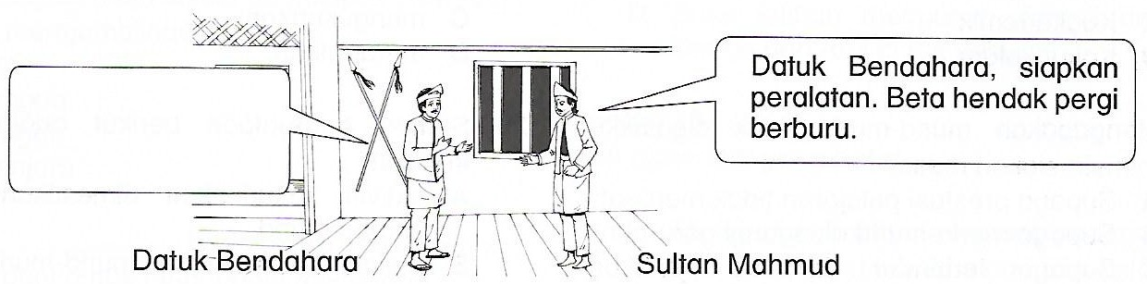 Datuk Bendahara, siapkan
peralatan. Beta hendak pergi
berburu.
Datuk Bendahara
Sultan Mahmud